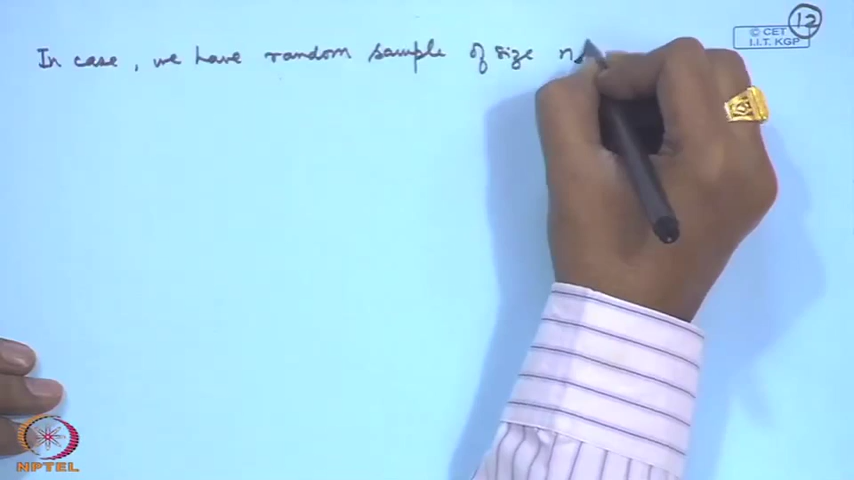 12
© CET
I.I.T. KGP
In case, we have random sample of size n
NPTEL